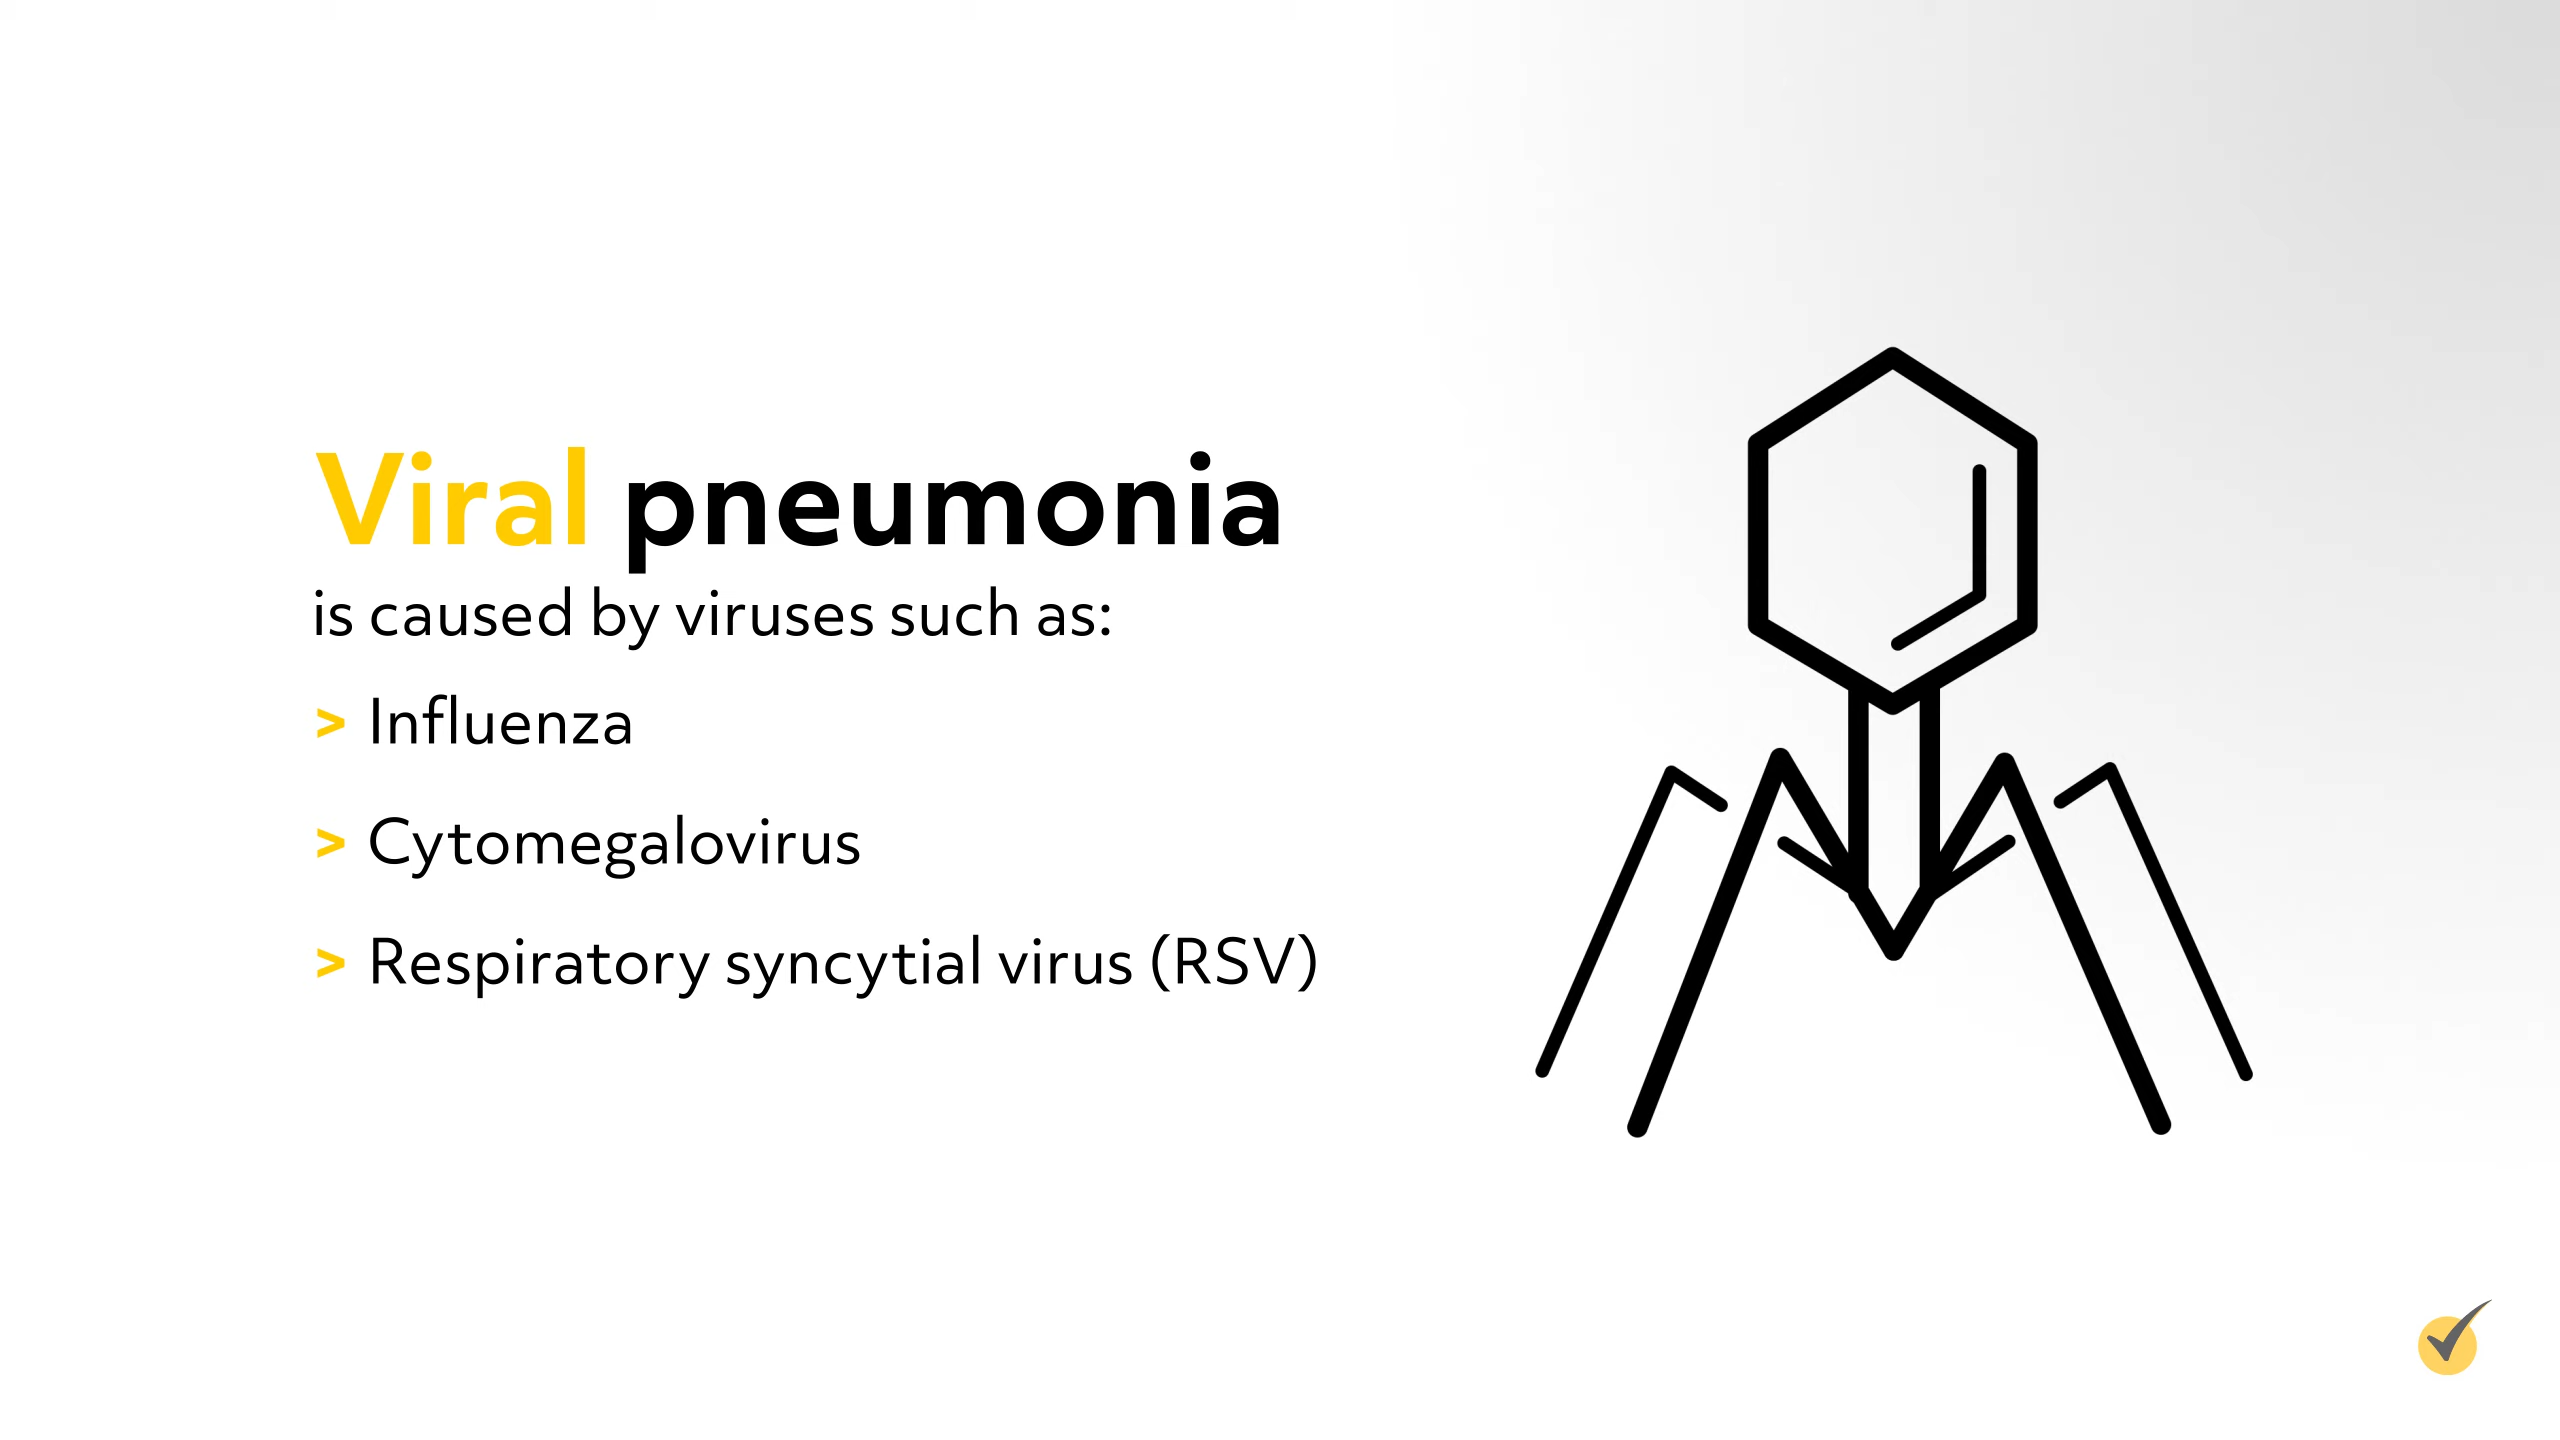 Viral pneumonia
is caused by viruses such as:
> Influenza
> Cytomegalovirus
> Respiratory syncytial virus (RSV)